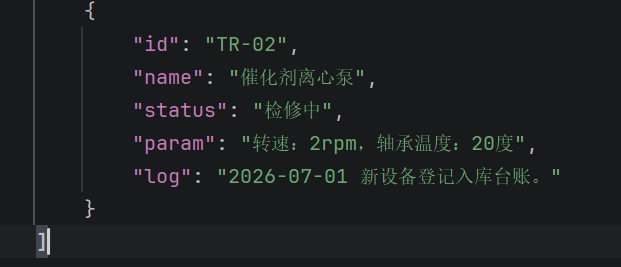 {
"id": "TR-02",
"name": "催化剂离心泵",
"status": "检修中",
"param": "转速：2rpm，轴承温度：20度",
"log": "2026-07-01 新设备登记入库台账。"
}
]